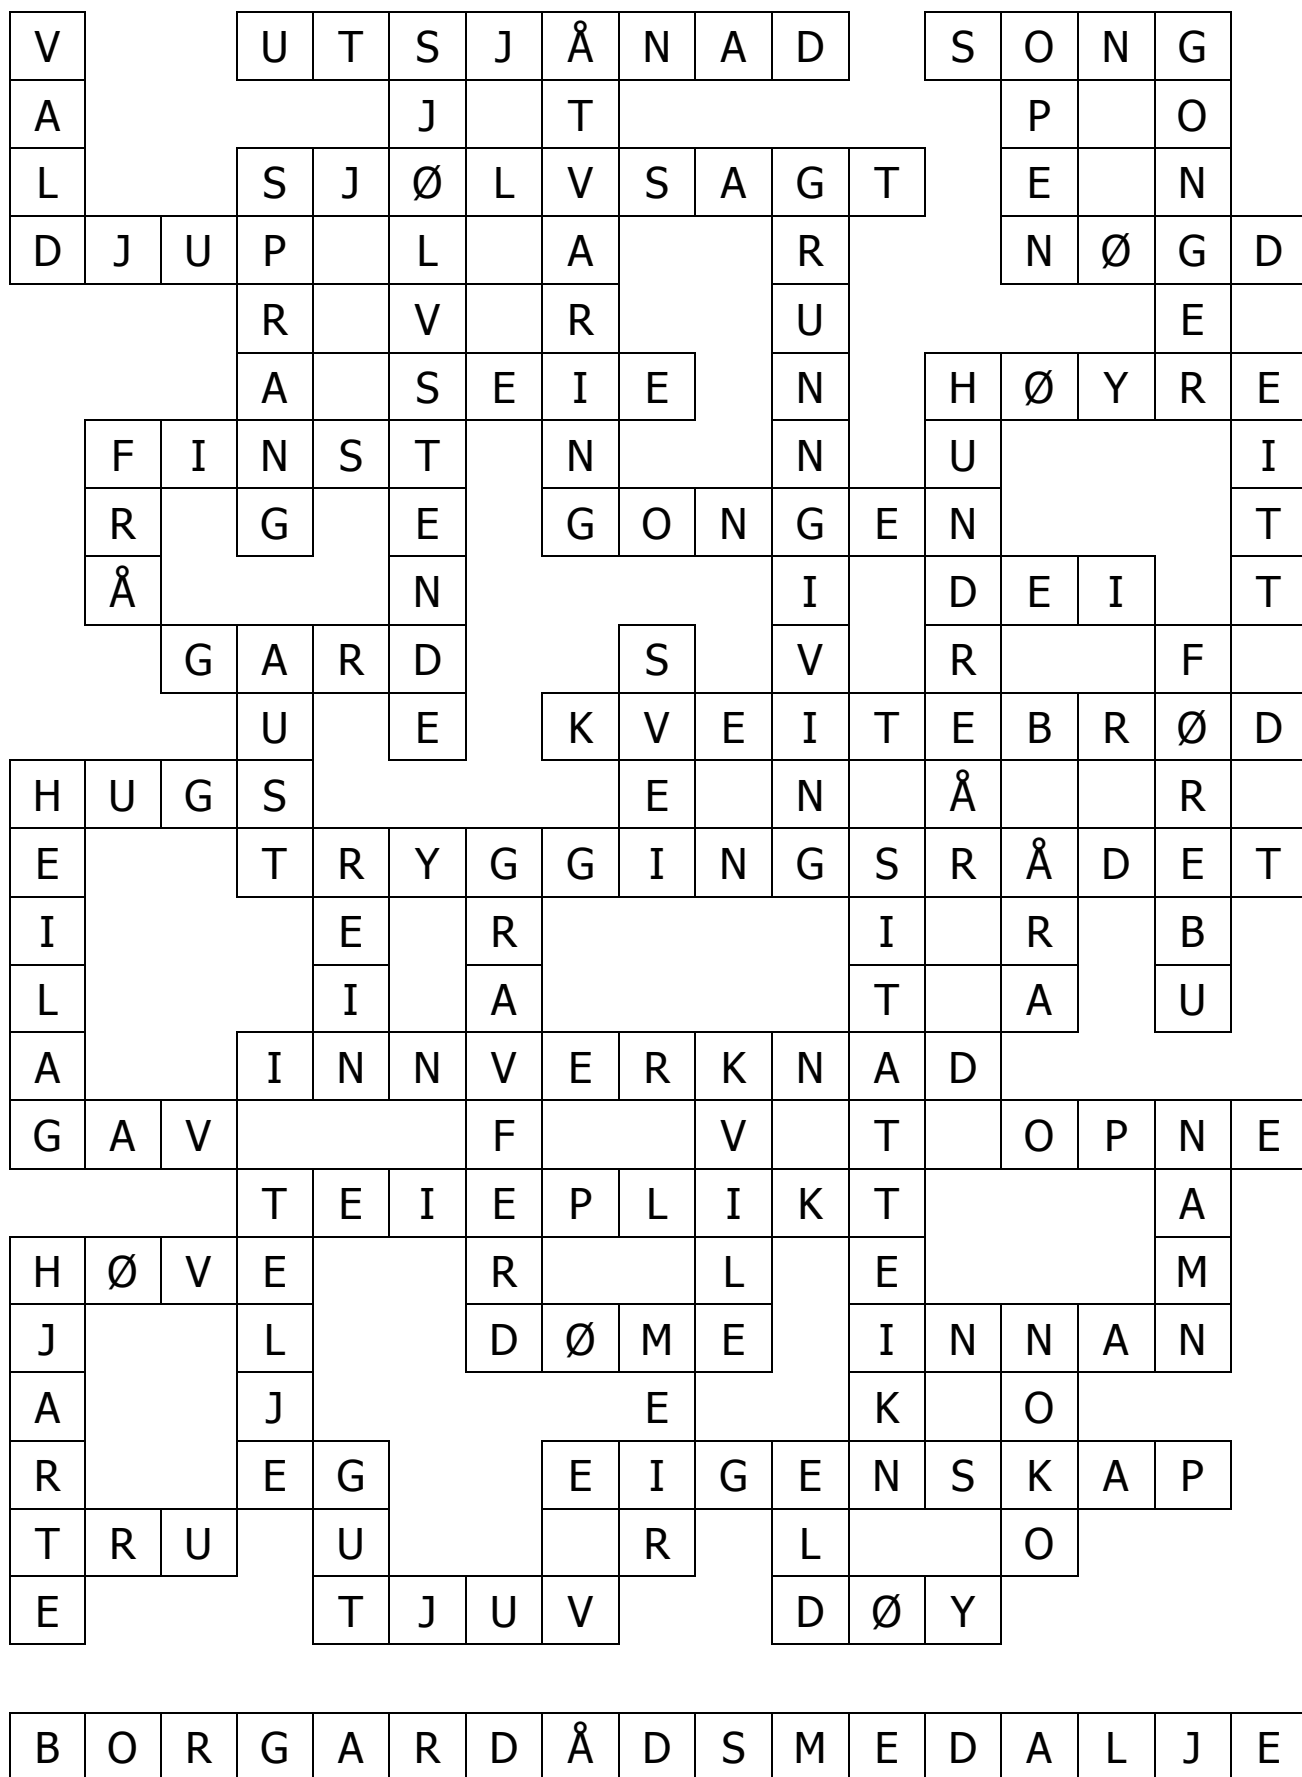 V UTSJÅNAD SONG
A J T P O
L SJØLVSAGT E N
DJUP L A R NØGD
R V R U E
A SEIE N HØYRE
FINST N N U I
R G E GONGEN T
Å N I DEI T
GARD S V R F
U E KVEITEBRØD
HUGS E N Å R
E TRYGGINGSRÅDET
I E R I R B
L I A T A U
A INNVERKNAD
GAV F V T OPNE
TEIEPLIKT A
HØVE R L E M
J L DØME INNAN
A J E K O
R EG EIGENSKAP
TRU U R L O
E TJUV DØY
BORGARDÅDSMEDALJE